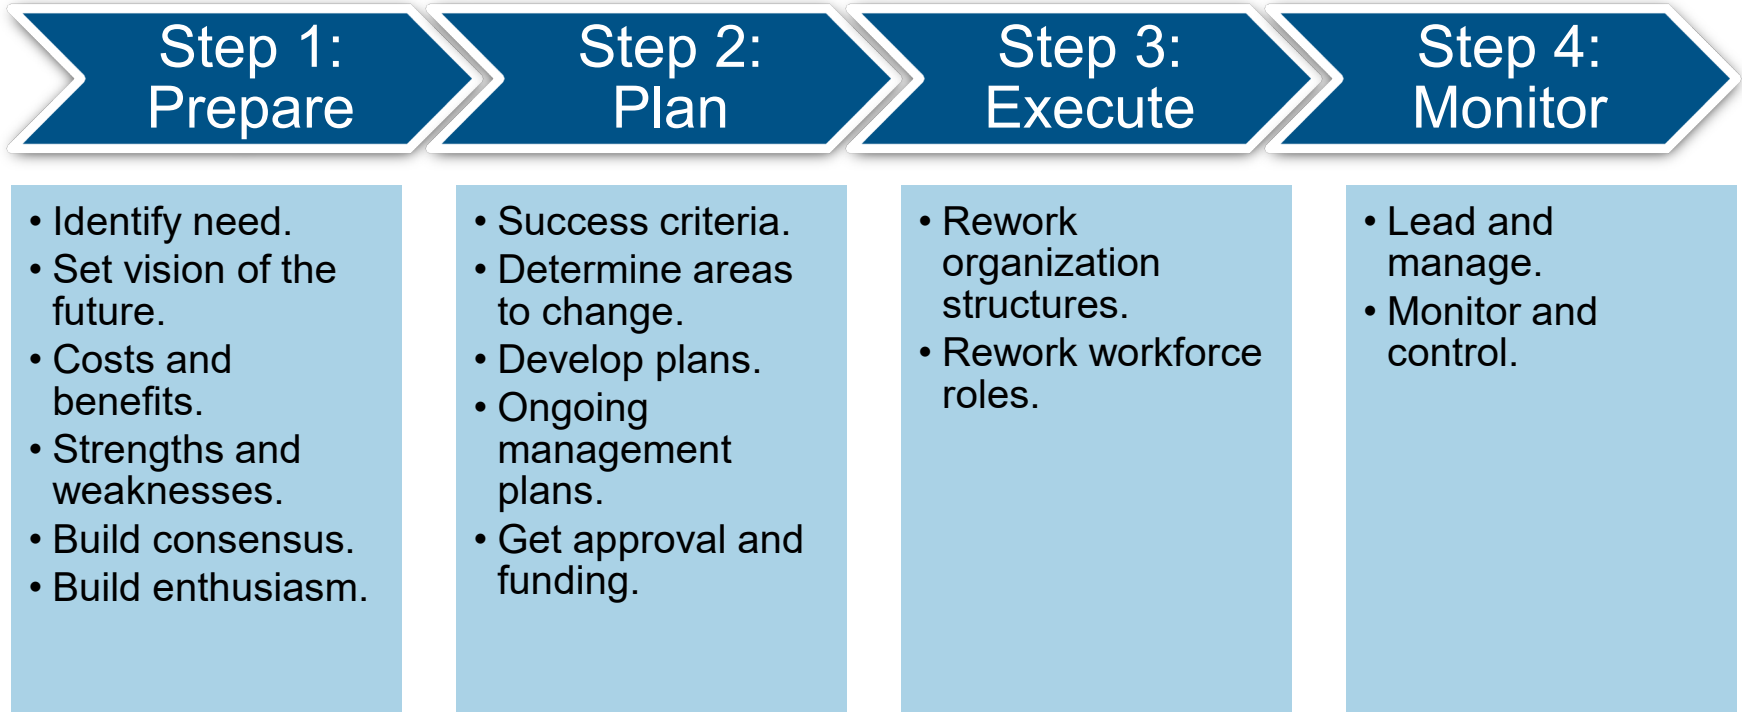 Step 1:
Prepare
Step 2:
Plan
Step 3:
Execute
Step 4:
Monitor
• Identify need.
• Set vision of the
future.
• Costs and
benefits.
• Strengths and
weaknesses.
• Build consensus.
• Build enthusiasm.
• Success criteria.
• Determine areas
to change.
• Develop plans.
• Ongoing
management
plans.
• Get approval and
funding.
• Rework
organization
structures.
• Rework workforce
roles.
• Lead and
manage.
• Monitor and
control.